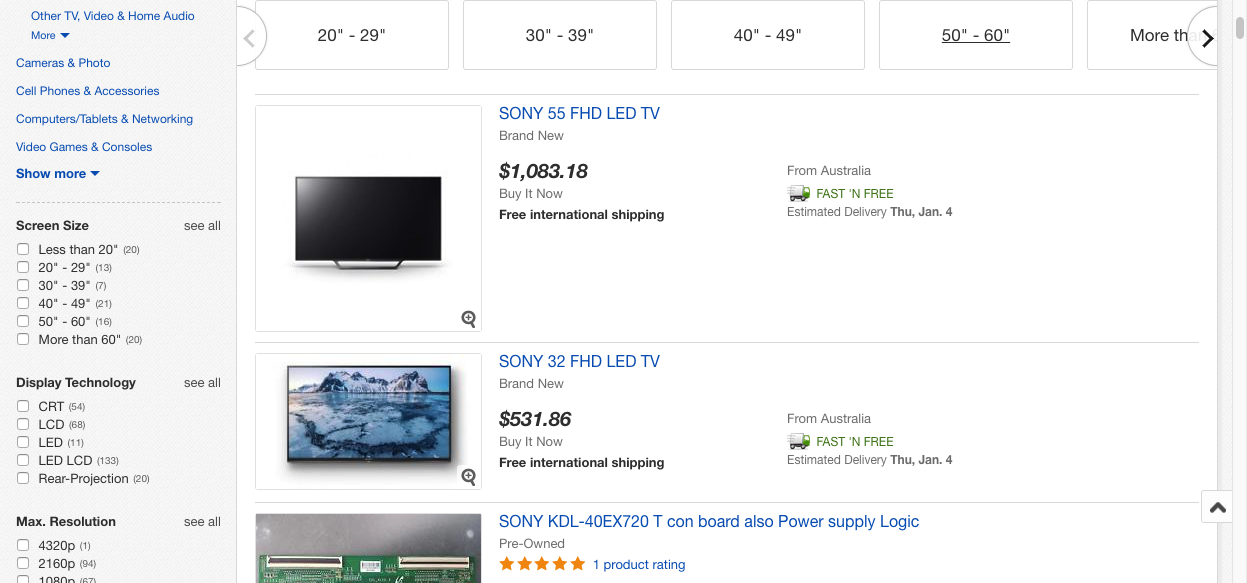 Other TV, Video & Home Audio
More
Cameras & Photo
Cell Phones & Accessories
Computers/Tablets & Networking
Video Games & Consoles
Show more
Screen Size see all
Less than 20" (20)
20" - 29" (13)
30" - 39" (7)
40" - 49" (21)
50" - 60" (16)
More than 60" (20)
Display Technology see all
CRT (54)
LCD (68)
LED (11)
LED LCD (133)
Rear-Projection (20)
Max. Resolution see all
4320p (1)
2160p (94)
1080p (67)
20" - 29"
30" - 39"
40" - 49"
50" - 60"
More tha
SONY 55 FHD LED TV
Brand New
$1,083.18
Buy It Now
Free international shipping
From Australia
FAST 'N FREE
Estimated Delivery Thu, Jan. 4
SONY 32 FHD LED TV
Brand New
$531.86
Buy It Now
Free international shipping
From Australia
FAST 'N FREE
Estimated Delivery Thu, Jan. 4
SONY KDL-40EX720 T con board also Power supply Logic
Pre-Owned
1 product rating